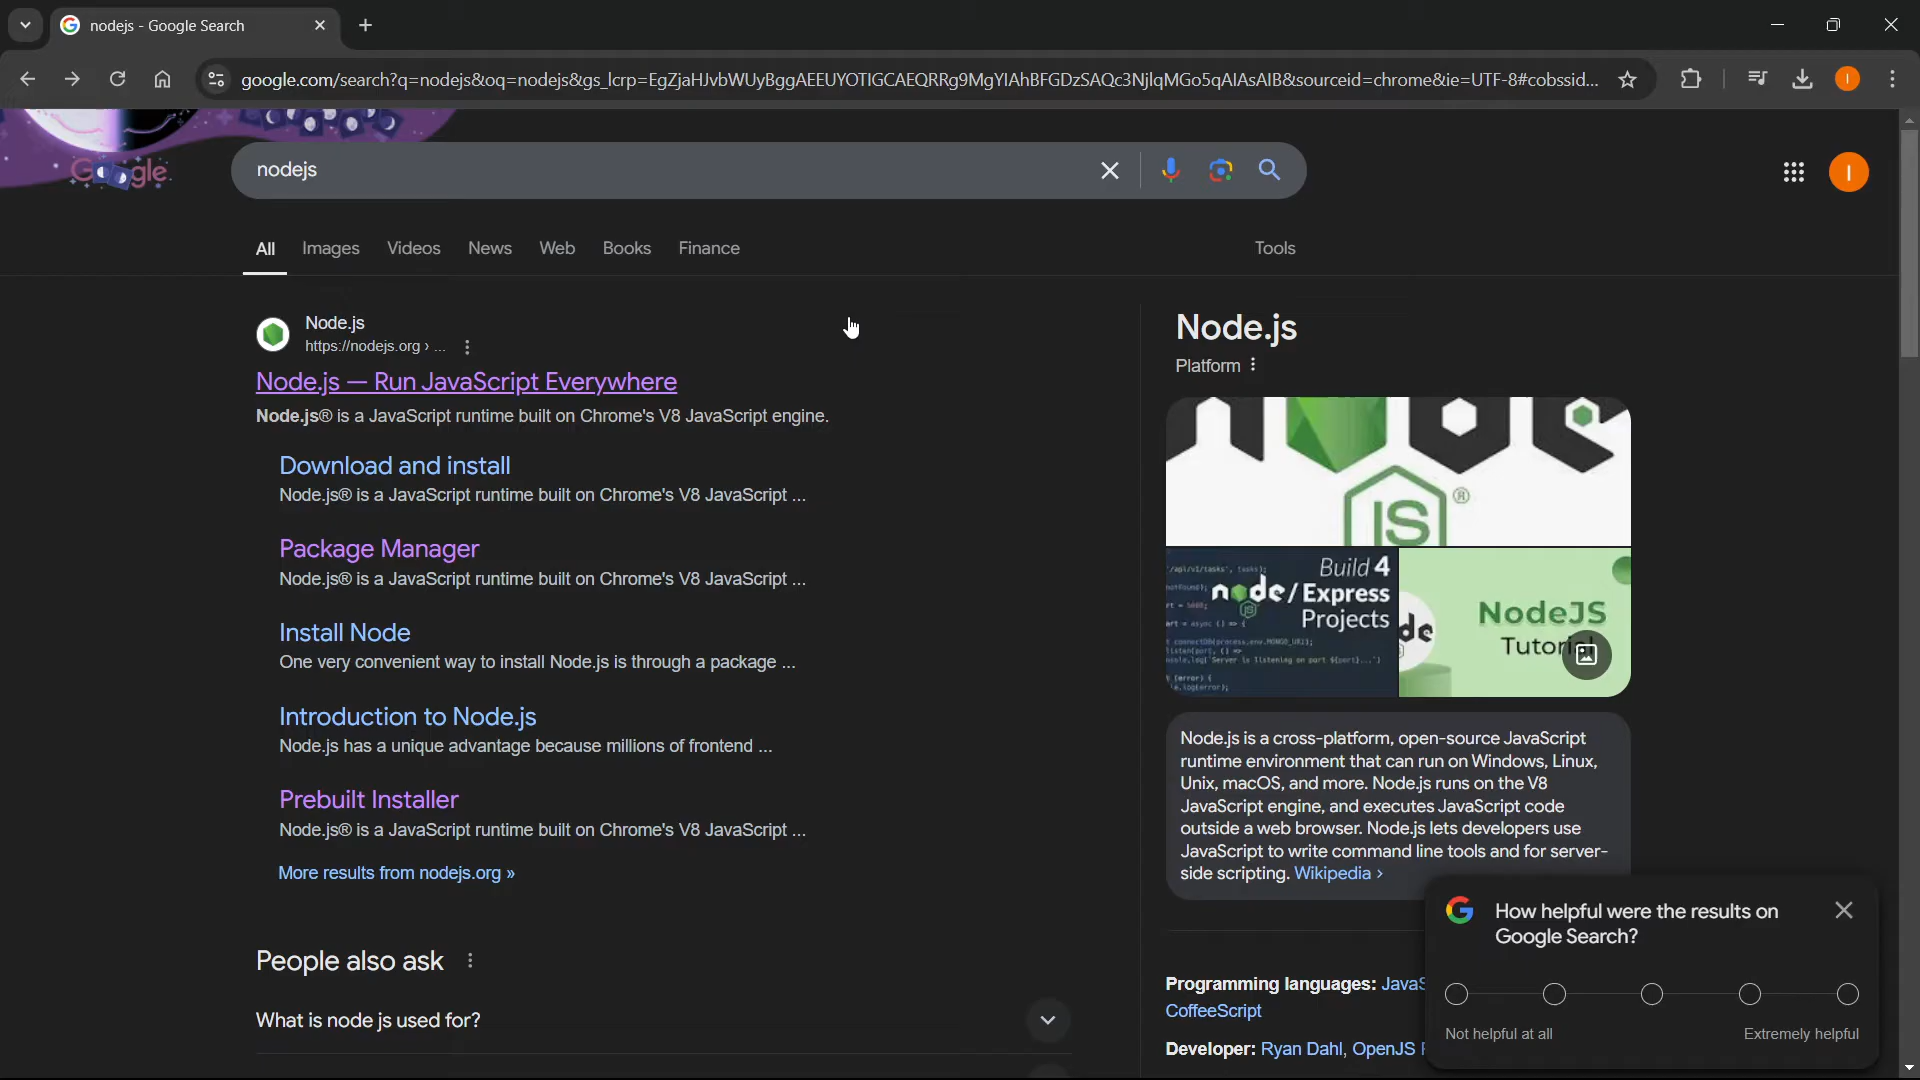 nodejs - Google Search
google.com/search?q=nodejs&oq=nodejs&gs_lcrp=EgZjaHJvbWUyBggAEEUYOTIGCAEQRRg9MgYIAhBFGDzSAQc3NjlqMGo5qAIAsAIB&sourceid=chrome&ie=UTF-8#cobssid...
Google
nodejs
I
All Images Videos News Web Books Finance Tools
Node.js
https://nodejs.org › ...
Node.js — Run JavaScript Everywhere
Node.js® is a JavaScript runtime built on Chrome's V8 JavaScript engine.
Download and install
Node.js® is a JavaScript runtime built on Chrome's V8 JavaScript ...
Package Manager
Node.js® is a JavaScript runtime built on Chrome's V8 JavaScript ...
Install Node
One very convenient way to install Node.js is through a package ...
Introduction to Node.js
Node.js has a unique advantage because millions of frontend ...
Prebuilt Installer
Node.js® is a JavaScript runtime built on Chrome's V8 JavaScript ...
More results from nodejs.org »
People also ask
What is node js used for?
Node.js
Platform
JS®
Build 4
node/Express
Projects
NodeJS
Tutorial
Node.js is a cross-platform, open-source JavaScript
runtime environment that can run on Windows, Linux,
Unix, macOS, and more. Node.js runs on the V8
JavaScript engine, and executes JavaScript code
outside a web browser. Node.js lets developers use
JavaScript to write command line tools and for server-
side scripting. Wikipedia ›
Programming languages: JavaS
CoffeeScript
Developer: Ryan Dahl, OpenJS F
How helpful were the results on
Google Search?
Not helpful at all Extremely helpful